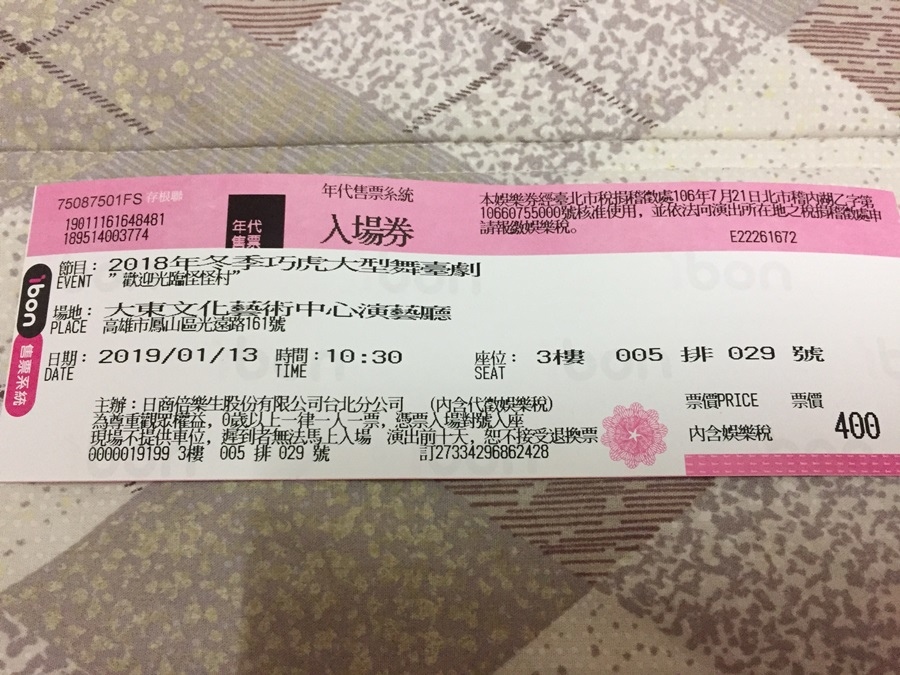 75087501FS 存根聯
19011161648481
189514003774
年代
售票
年代售票系統
入場券
本娛樂券經臺北市稅捐稽徵處106年7月21日北市稽內湖乙字第
10660755000號核准使用，並依法向演出所在地之稅捐稽徵處申
請報繳娛樂稅。
E22261672
ibon
售票系統
節目： 2018年冬季巧虎大型舞臺劇
EVENT "歡迎光臨怪怪村"
場地： 大東文化藝術中心演藝廳
PLACE 高雄市鳳山區光遠路161號
日期： 2019/01/13 時間：10:30 座位： 3樓 005 排 029 號
DATE TIME SEAT
主辦：日商倍樂生股份有限公司台北分公司 (內含代徵娛樂稅)
為尊重觀眾權益，0歲以上一律一人一票，憑票入場對號入座
現場不提供車位，遲到者無法馬上入場 演出前十天，恕不接受退換票
0000019199 3樓 005 排 029 號 訂27334296862428
票價PRICE 票價
內含娛樂稅 400